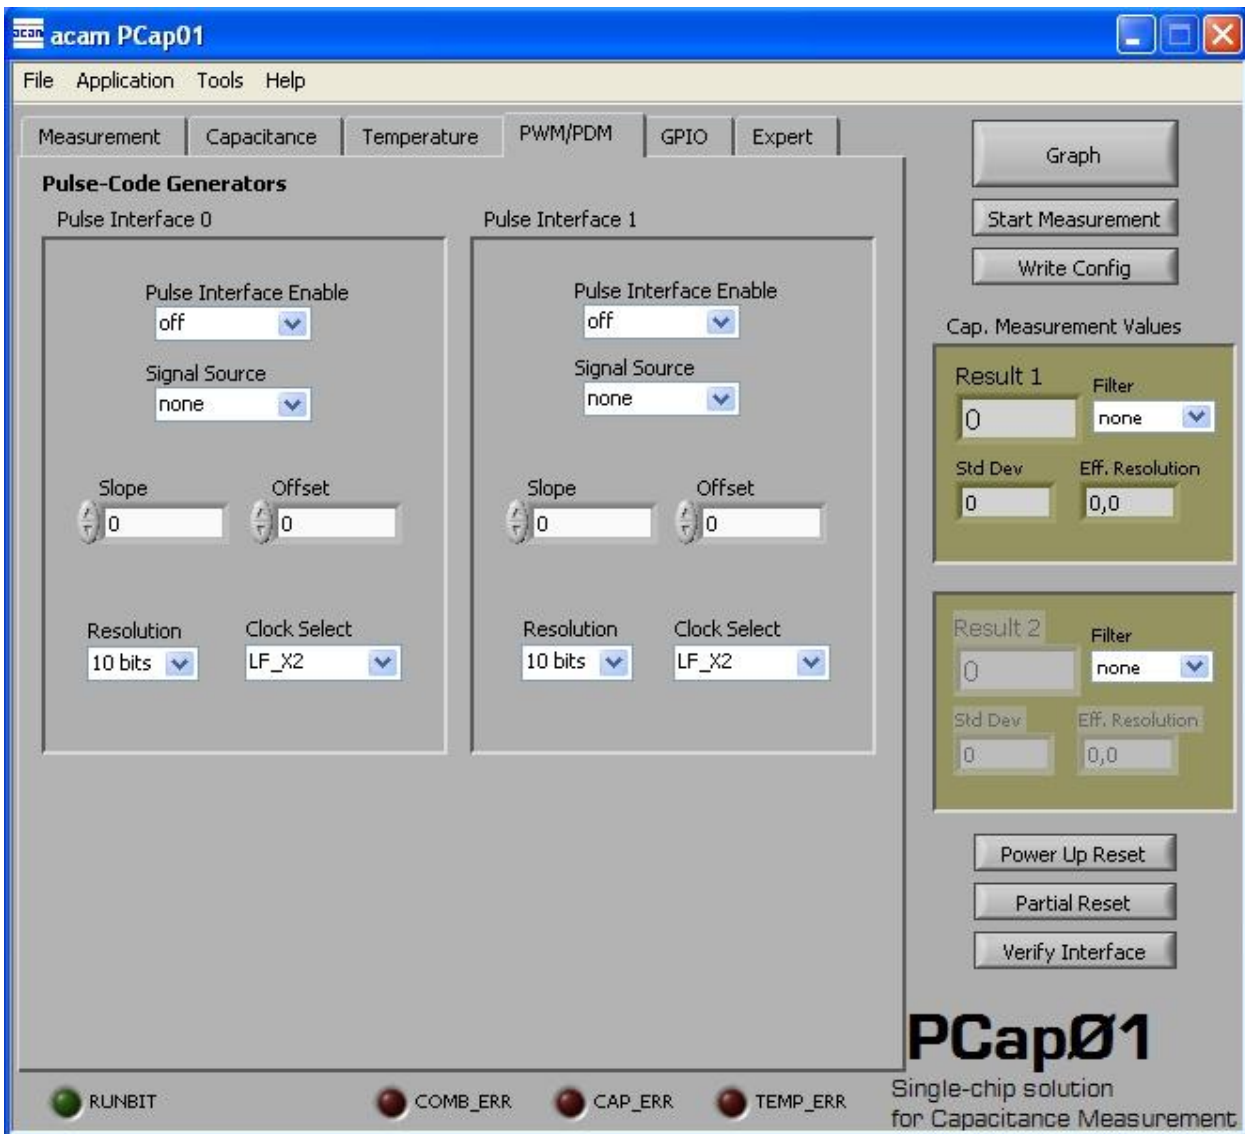 acam acam PCap01
File Application Tools Help
Measurement Capacitance Temperature PWM/PDM GPIO Expert
Pulse-Code Generators
Pulse Interface 0
Pulse Interface Enable
off
Signal Source
none
Slope Offset
0 0
Resolution Clock Select
10 bits LF_X2
Pulse Interface 1
Pulse Interface Enable
off
Signal Source
none
Slope Offset
0 0
Resolution Clock Select
10 bits LF_X2
Graph
Start Measurement
Write Config
Cap. Measurement Values
Result 1 Filter
0 none
Std Dev Eff. Resolution
0 0,0
Result 2 Filter
0 none
Std Dev Eff. Resolution
0 0,0
Power Up Reset
Partial Reset
Verify Interface
PCapØ1
Single-chip solution
for Capacitance Measurement
RUNBIT COMB_ERR CAP_ERR TEMP_ERR